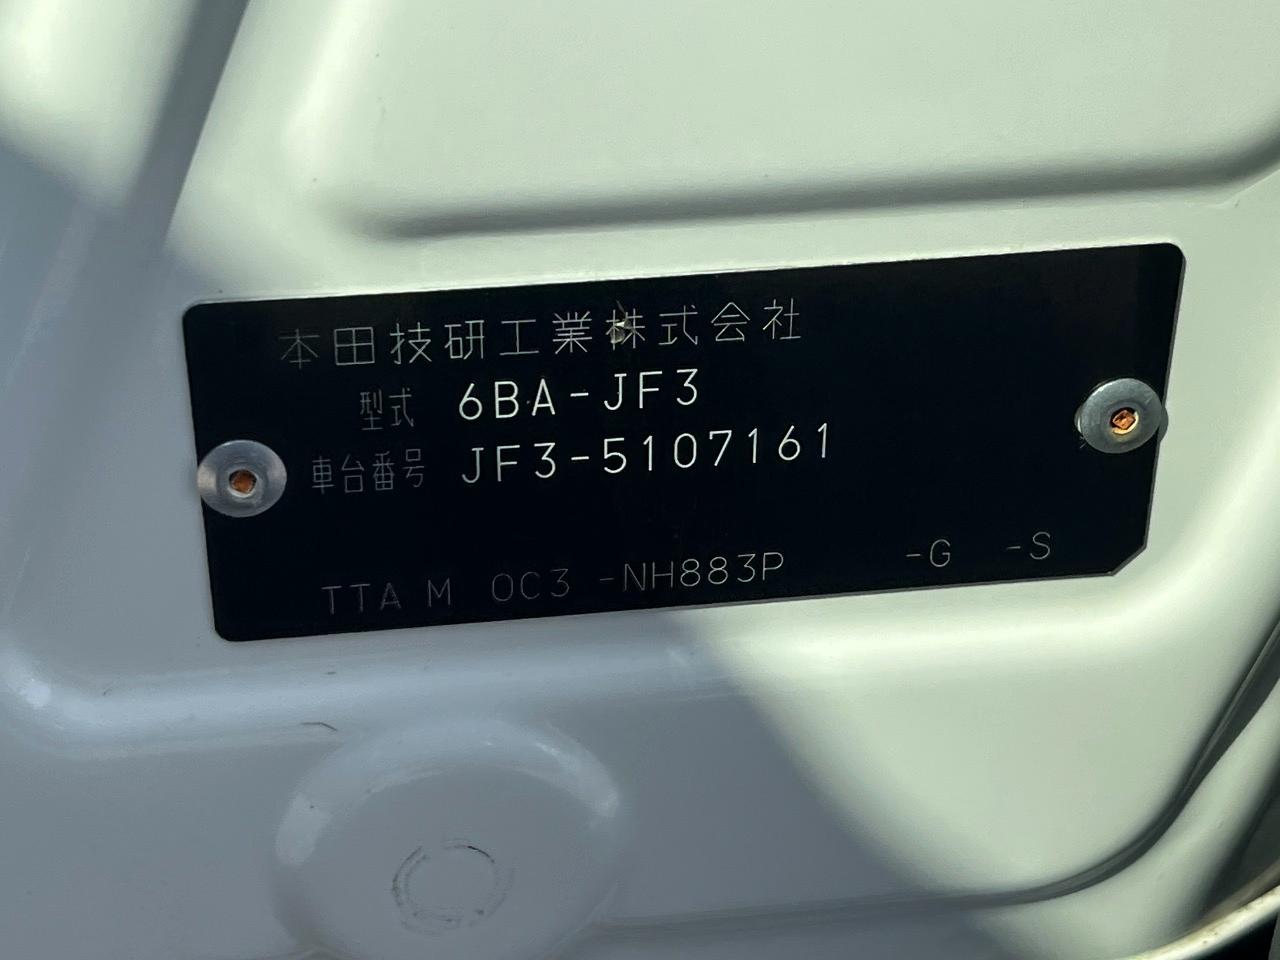 本田技研工業株式会社
型式 6BA-JF3
車台番号 JF3-5107161
TTA M 0C3 -NH883P -G -S